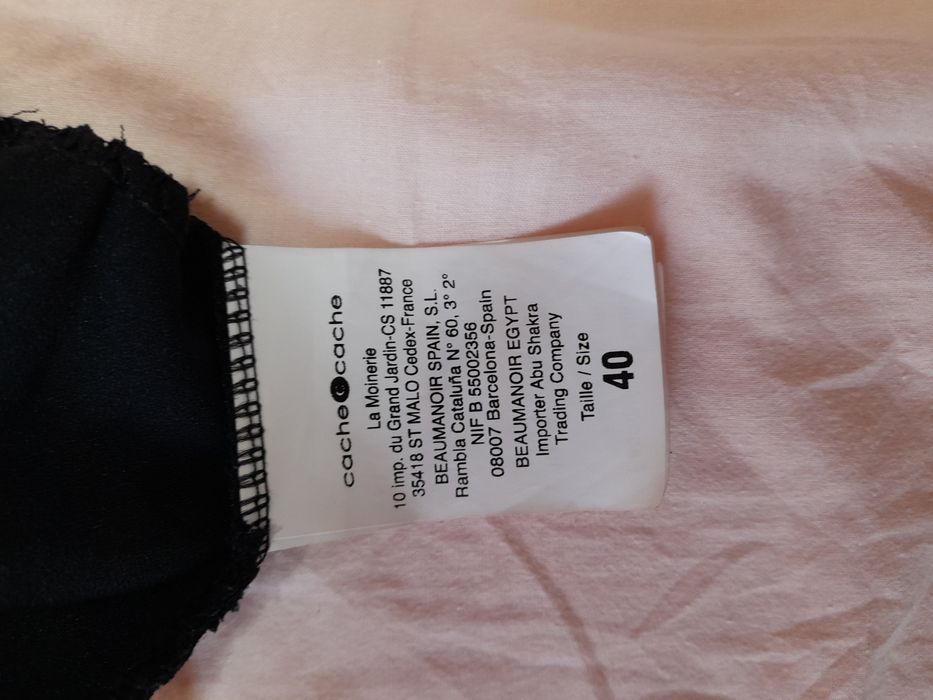 cache cache
La Moinerie
10 imp. du Grand Jardin-CS 11887
35418 ST MALO Cedex-France
BEAUMANOIR SPAIN, S.L.
Rambla Cataluña N° 60, 3° 2°
NIF B 55002356
08007 Barcelona-Spain
BEAUMANOIR EGYPT
Importer Abu Shakra
Trading Company
Taille / Size
40